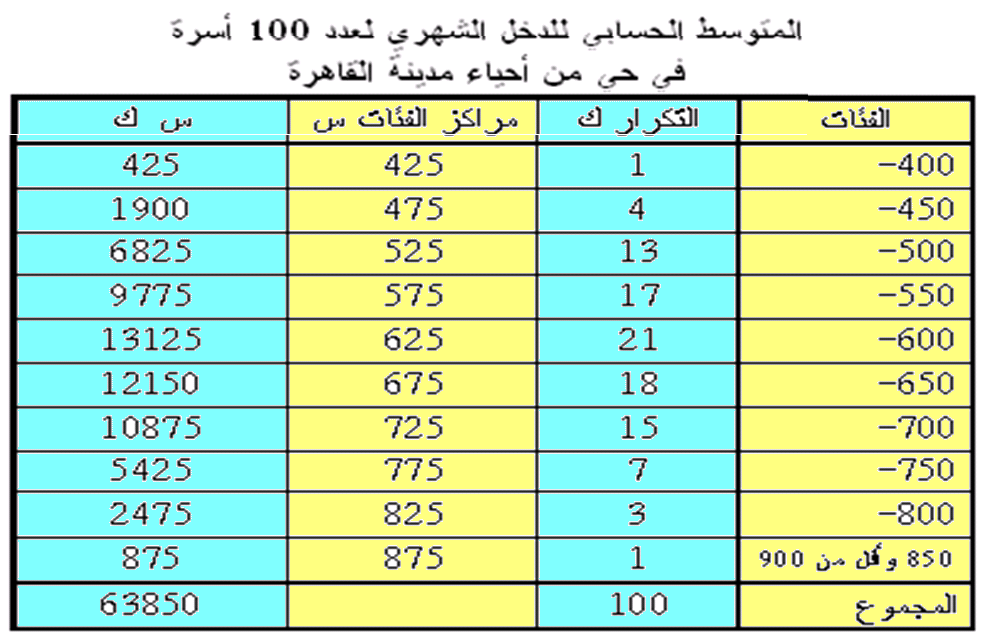 المتوسط الحسابي للدخل الشهري لعدد 100 أسرة
في حي من أحياء مدينة القاهرة
الفئات التكرار ك مراكز الفئات س س ك
400– 1 425 425
450– 4 475 1900
500– 13 525 6825
550– 17 575 9775
600– 21 625 13125
650– 18 675 12150
700– 15 725 10875
750– 7 775 5425
800– 3 825 2475
850 وأقل من 900 1 875 875
المجموع 100 63850